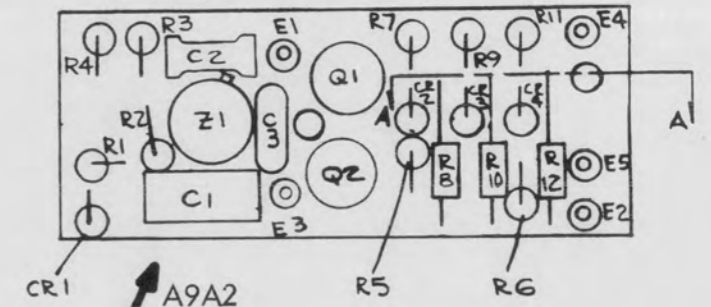 R3 E1 R7 R11 E4
R4 C2 R9
Q1
CR2 CR3 CR4
R2 Z1 C3 A A
R1 E5
C1 Q2 R8 R10 R12
E3 E2
CR1 R5 R6
A9A2